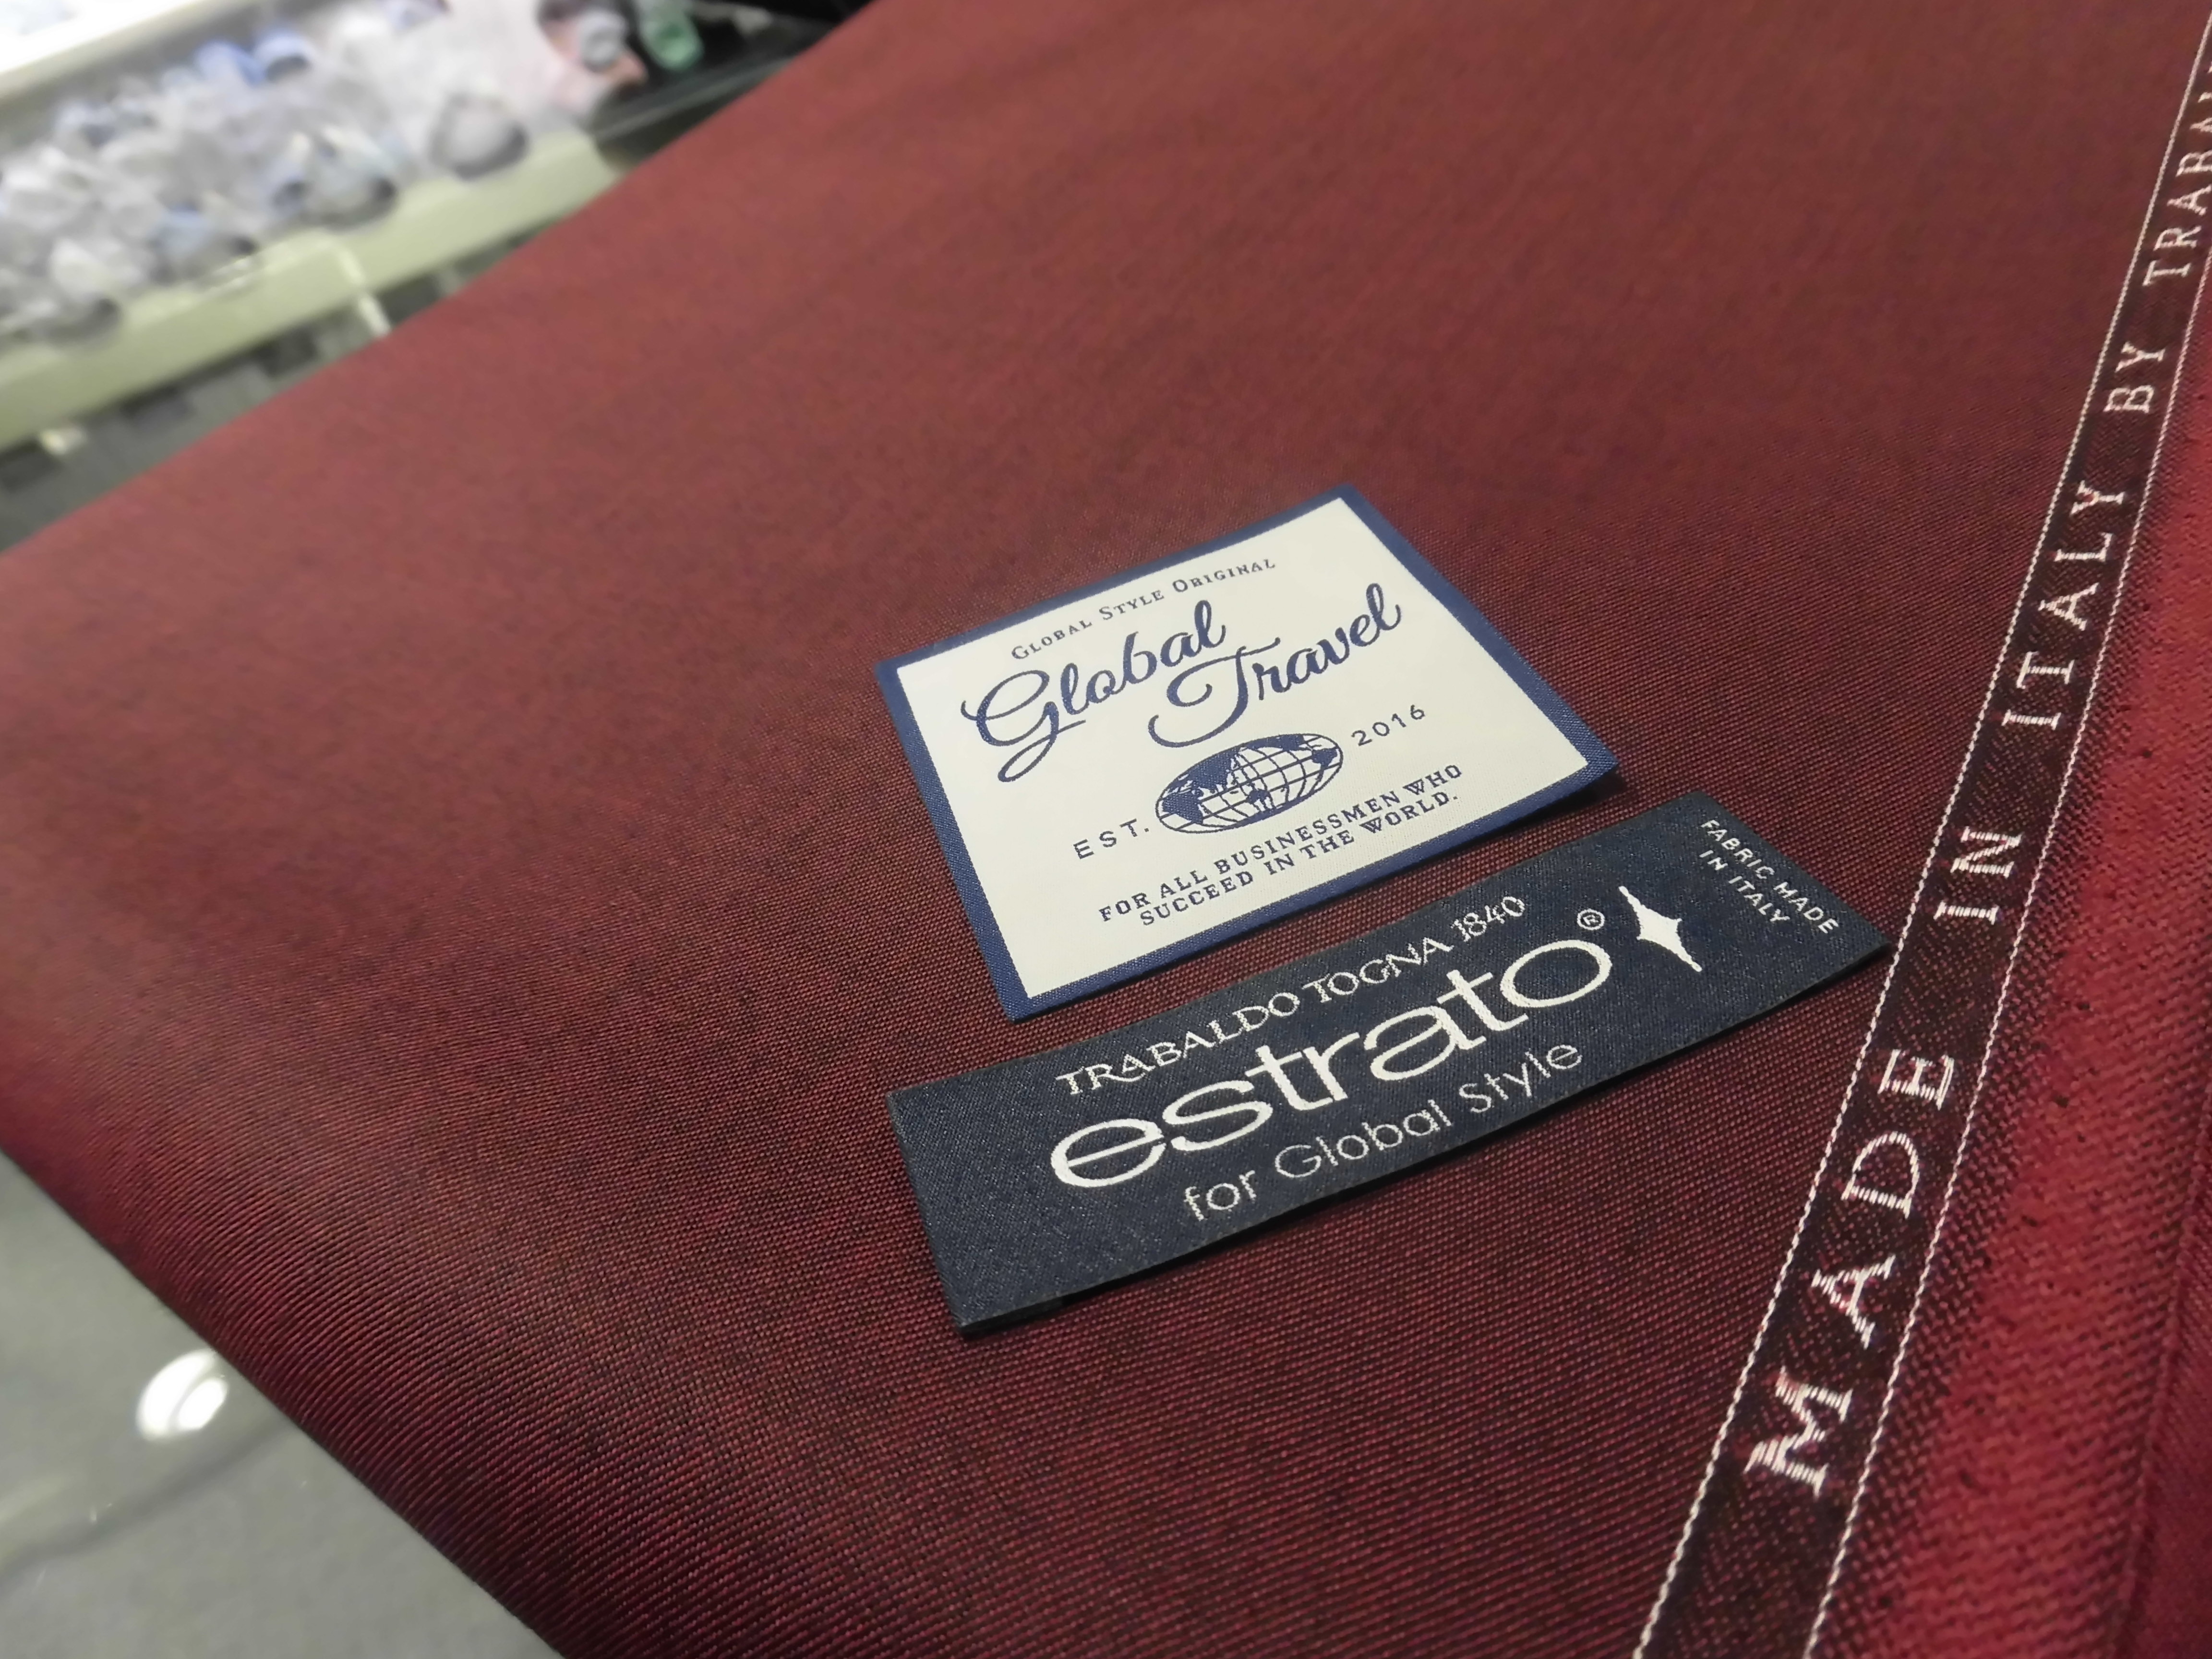 GLOBAL STYLE ORIGINAL
Global
Travel
EST. 2016
FOR ALL BUSINESSMEN WHO
SUCCEED IN THE WORLD.
TRABALDO TOGNA 1840
estrato®
for Global Style
FABRIC MADE
IN ITALY
MADE IN ITALY BY